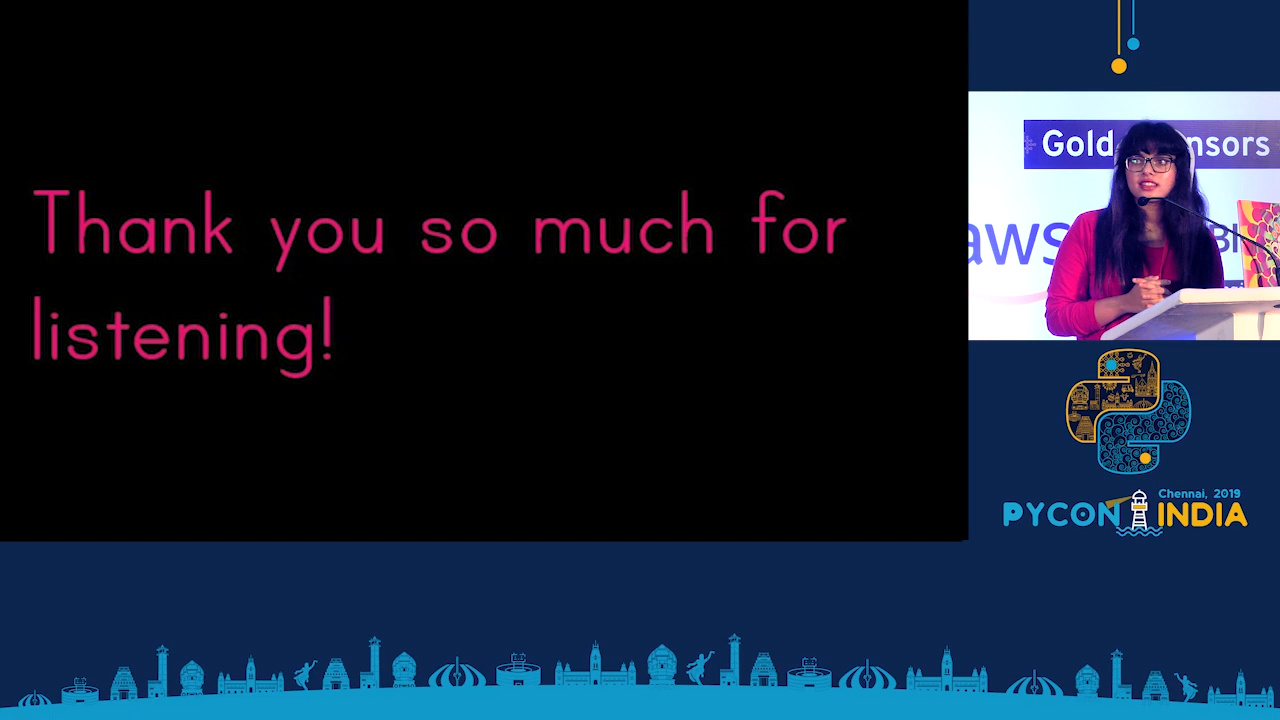 Thank you so much for
listening!
Gold
nsors
aws
Chennai, 2019
PYCON INDIA